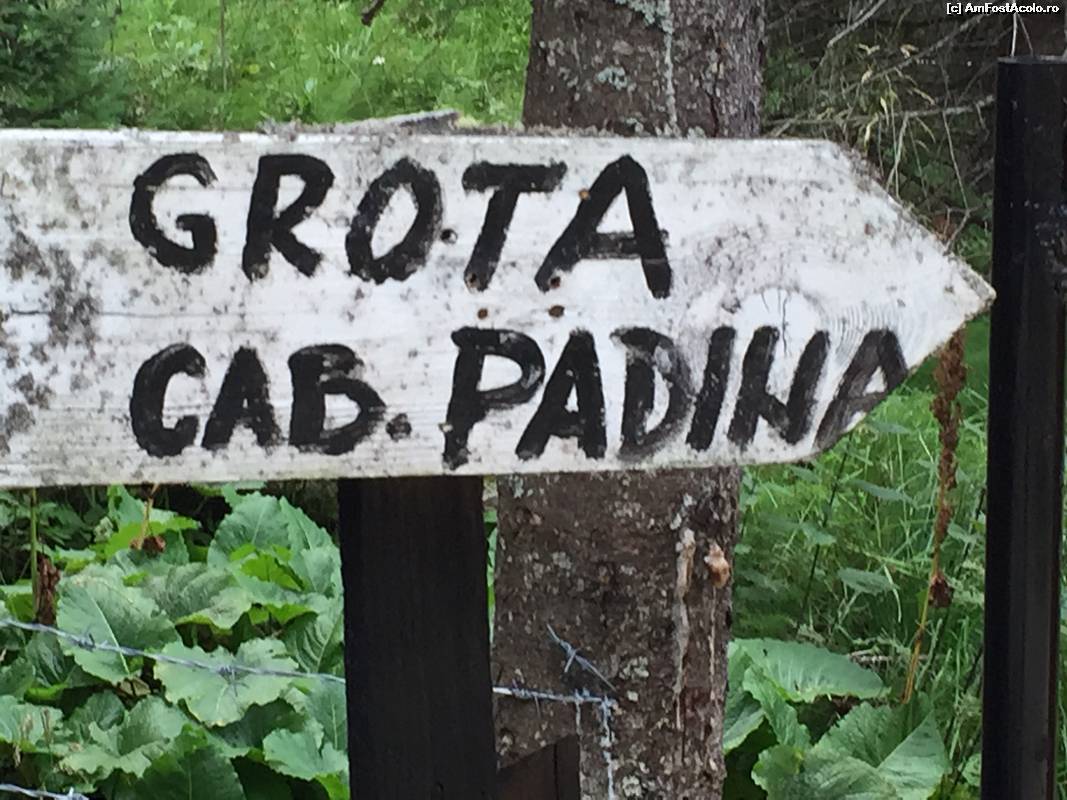 [c] AmFostAcolo.ro
GROTA
CAB. PADINA